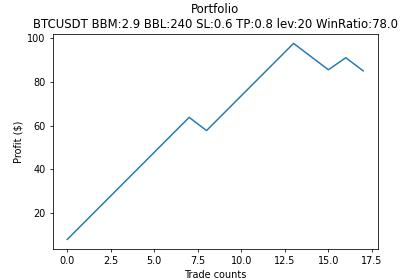 Portfolio
BTCUSDT BBM:2.9 BBL:240 SL:0.6 TP:0.8 lev:20 WinRatio:78.0
100
80
60
40
20
Profit ($)
0.0 2.5 5.0 7.5 10.0 12.5 15.0 17.5
Trade counts